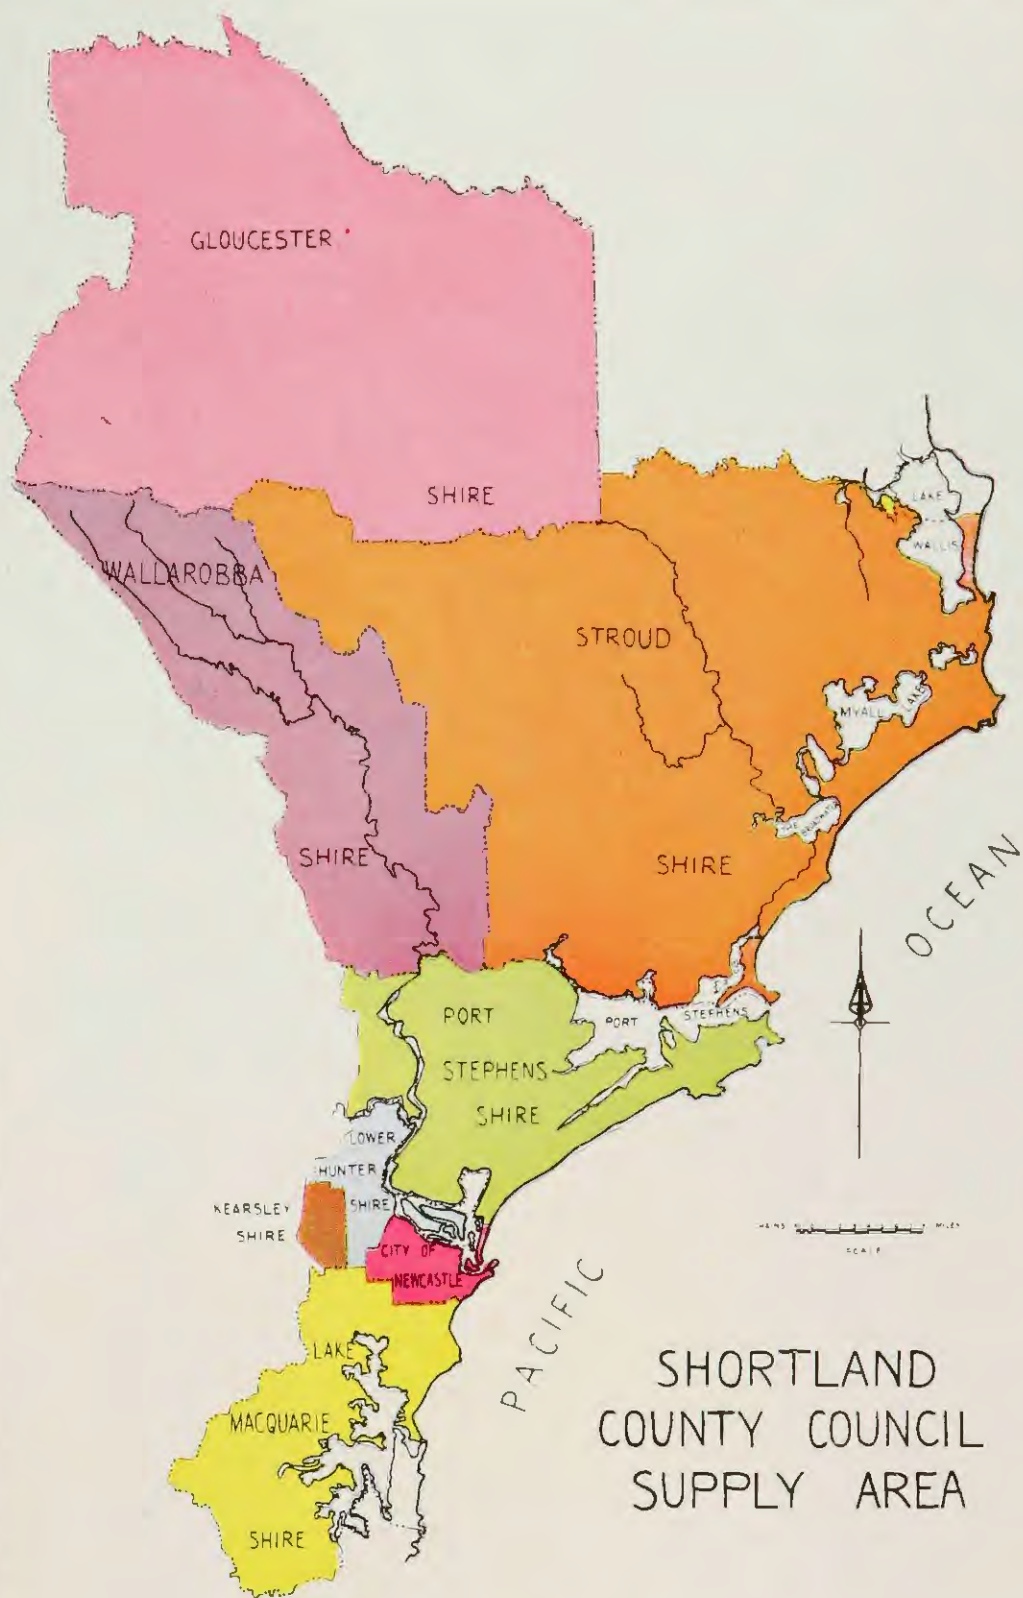 GLOUCESTER
SHIRE
WALLAROBBA
SHIRE
STROUD
SHIRE
LAKE
WALLIS
MYALL
LAKE
THE
OCEAN
PORT
STEPHENS
SHIRE
PORT
STEPHENS
LOWER
HUNTER
SHIRE
KEARSLEY
SHIRE
CITY OF
NEWCASTLE
MILES
SCALE
PACIFIC
LAKE
MACQUARIE
SHIRE
SHORTLAND
COUNTY COUNCIL
SUPPLY AREA